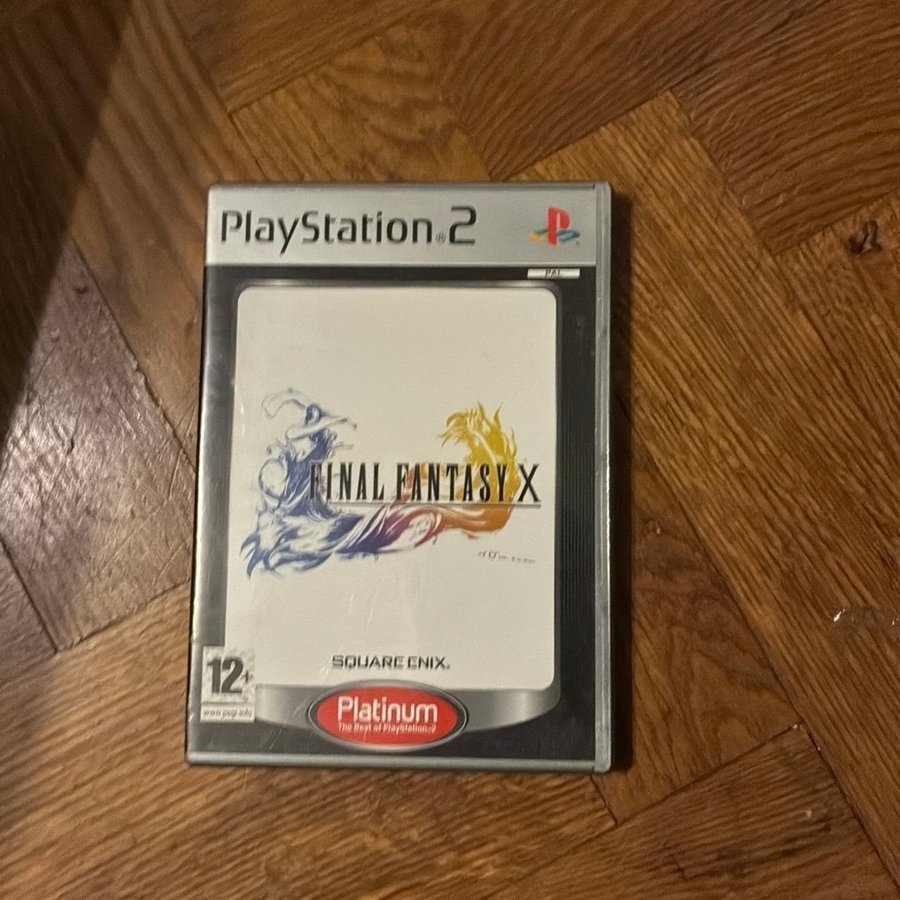 PlayStation®2
PAL
FINAL FANTASY X
SQUARE ENIX®
12+
www.pegi.info
Platinum
The Best of PlayStation®2